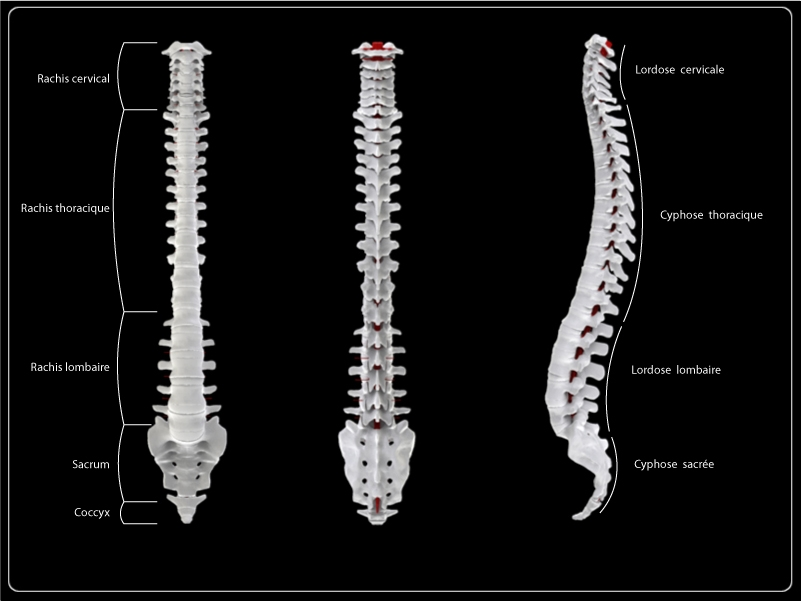 Rachis cervical
Rachis thoracique
Rachis lombaire
Sacrum
Coccyx
Lordose cervicale
Cyphose thoracique
Lordose lombaire
Cyphose sacrée